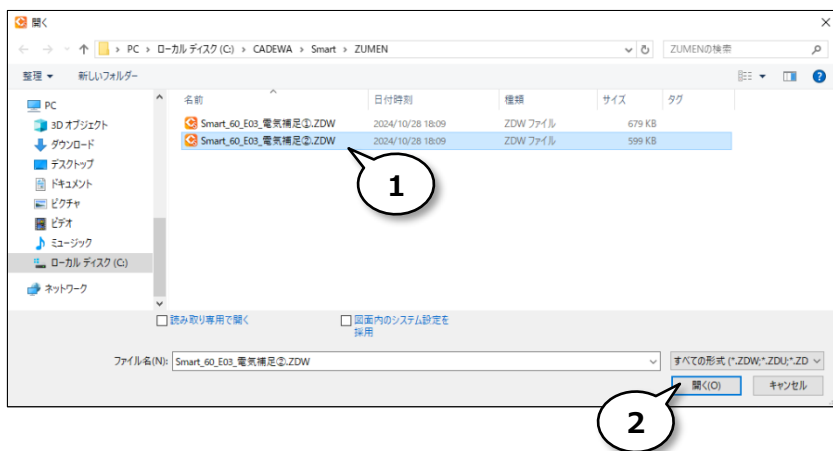 開く
PC > ローカル ディスク (C:) > CADEWA > Smart > ZUMEN
ZUMENの検索
整理 新しいフォルダー
名前 日付時刻 種類 サイズ タグ
PC
3D オブジェクト
ダウンロード
デスクトップ
ドキュメント
ピクチャ
ビデオ
ミュージック
ローカル ディスク (C:)
ネットワーク
Smart_60_E03_電気補足①.ZDW 2024/10/28 18:09 ZDW ファイル 679 KB
Smart_60_E03_電気補足②.ZDW 2024/10/28 18:09 ZDW ファイル 599 KB
1
読み取り専用で開く
図面内のシステム設定を
採用
ファイル名(N): Smart_60_E03_電気補足②.ZDW
すべての形式 (*.ZDW;*.ZDU;*.ZD
開く(O) キャンセル
2